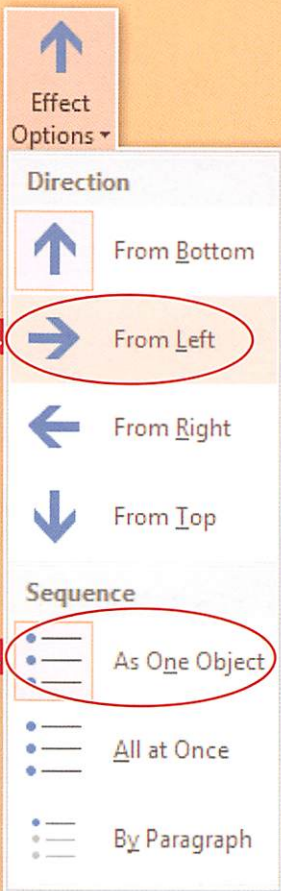 Effect
Options
Direction
From Bottom
From Left
From Right
From Top
Sequence
As One Object
All at Once
By Paragraph